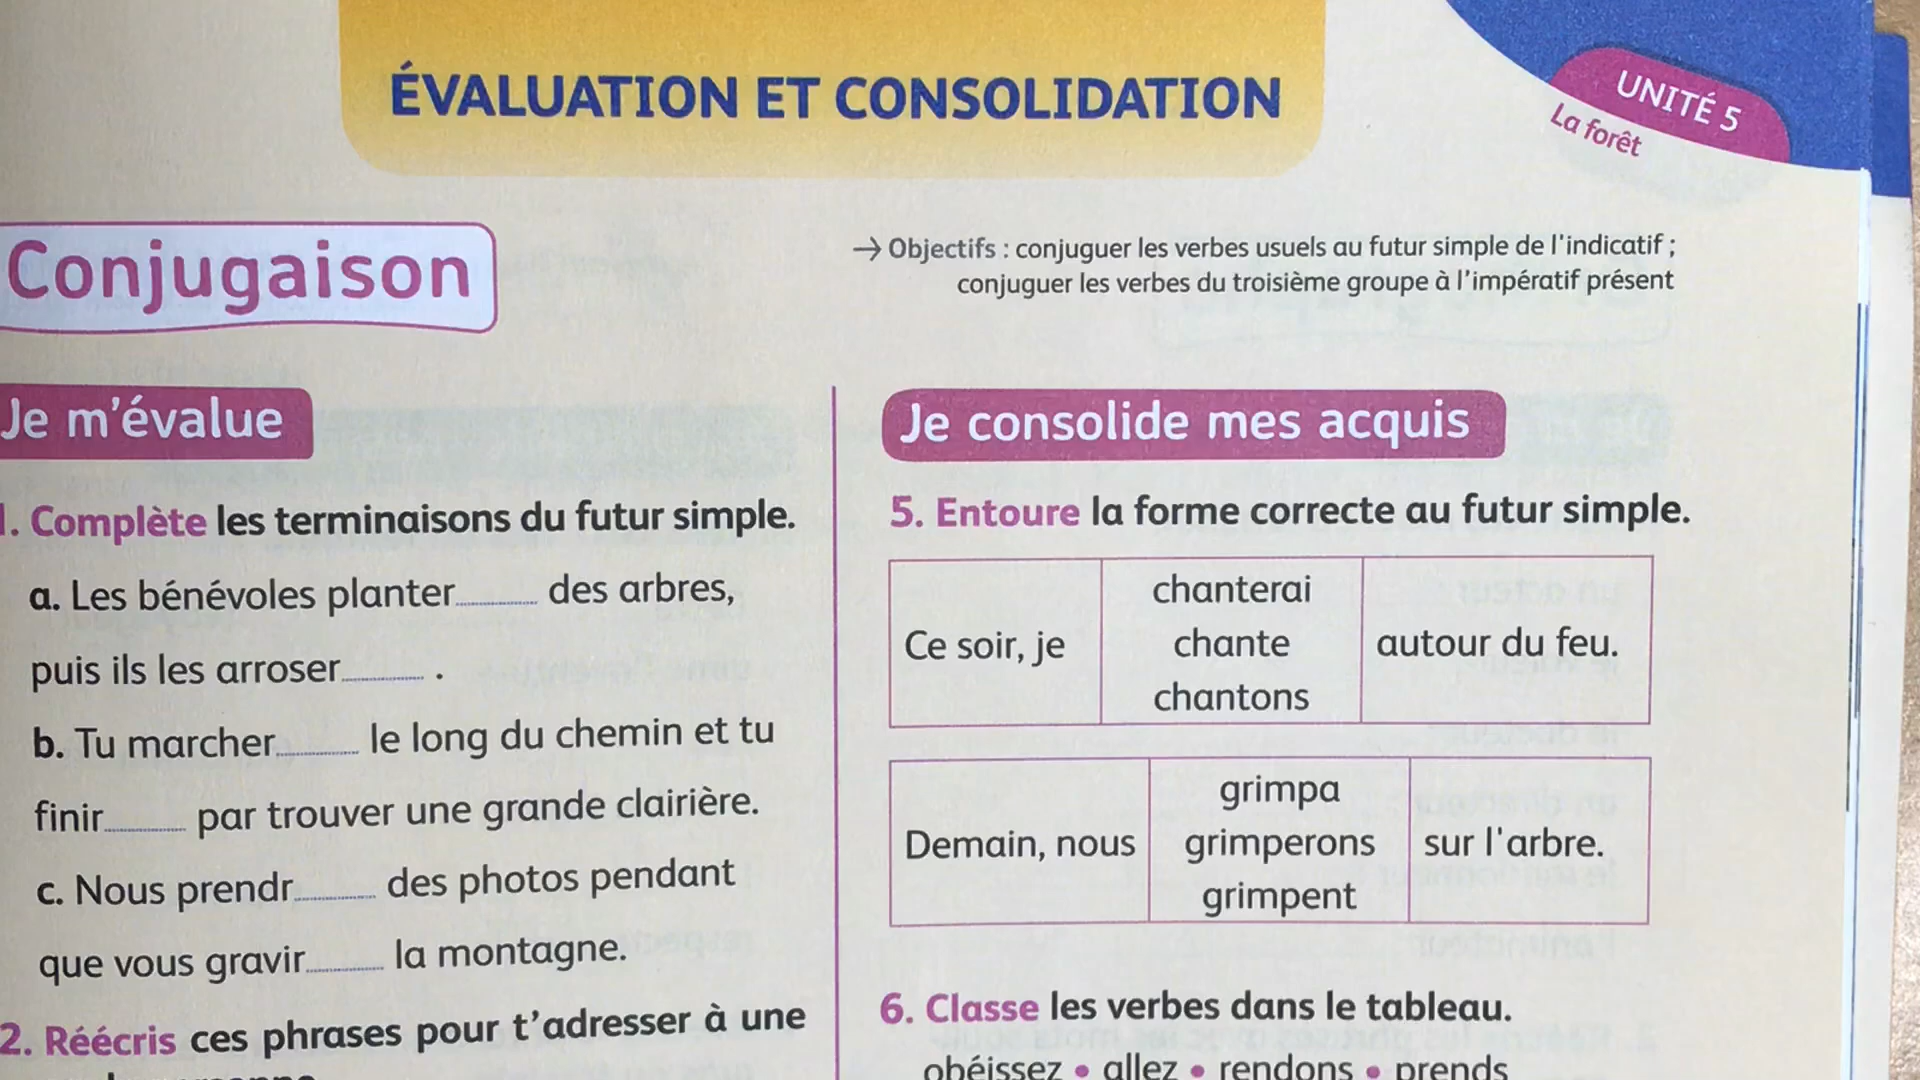 ÉVALUATION ET CONSOLIDATION
UNITÉ 5
La forêt
Conjugaison
→ Objectifs : conjuguer les verbes usuels au futur simple de l'indicatif ;
conjuguer les verbes du troisième groupe à l'impératif présent
Je m'évalue
1. Complète les terminaisons du futur simple.
a. Les bénévoles planter........ des arbres,
puis ils les arroser........ .
b. Tu marcher........ le long du chemin et tu
finir........ par trouver une grande clairière.
c. Nous prendr........ des photos pendant
que vous gravir........ la montagne.
2. Réécris ces phrases pour t'adresser à une
Je consolide mes acquis
5. Entoure la forme correcte au futur simple.
Ce soir, je
chanterai
chante
chantons
autour du feu.
Demain, nous
grimpa
grimperons
grimpent
sur l'arbre.
6. Classe les verbes dans le tableau.
obéissez • allez • rendons • prends